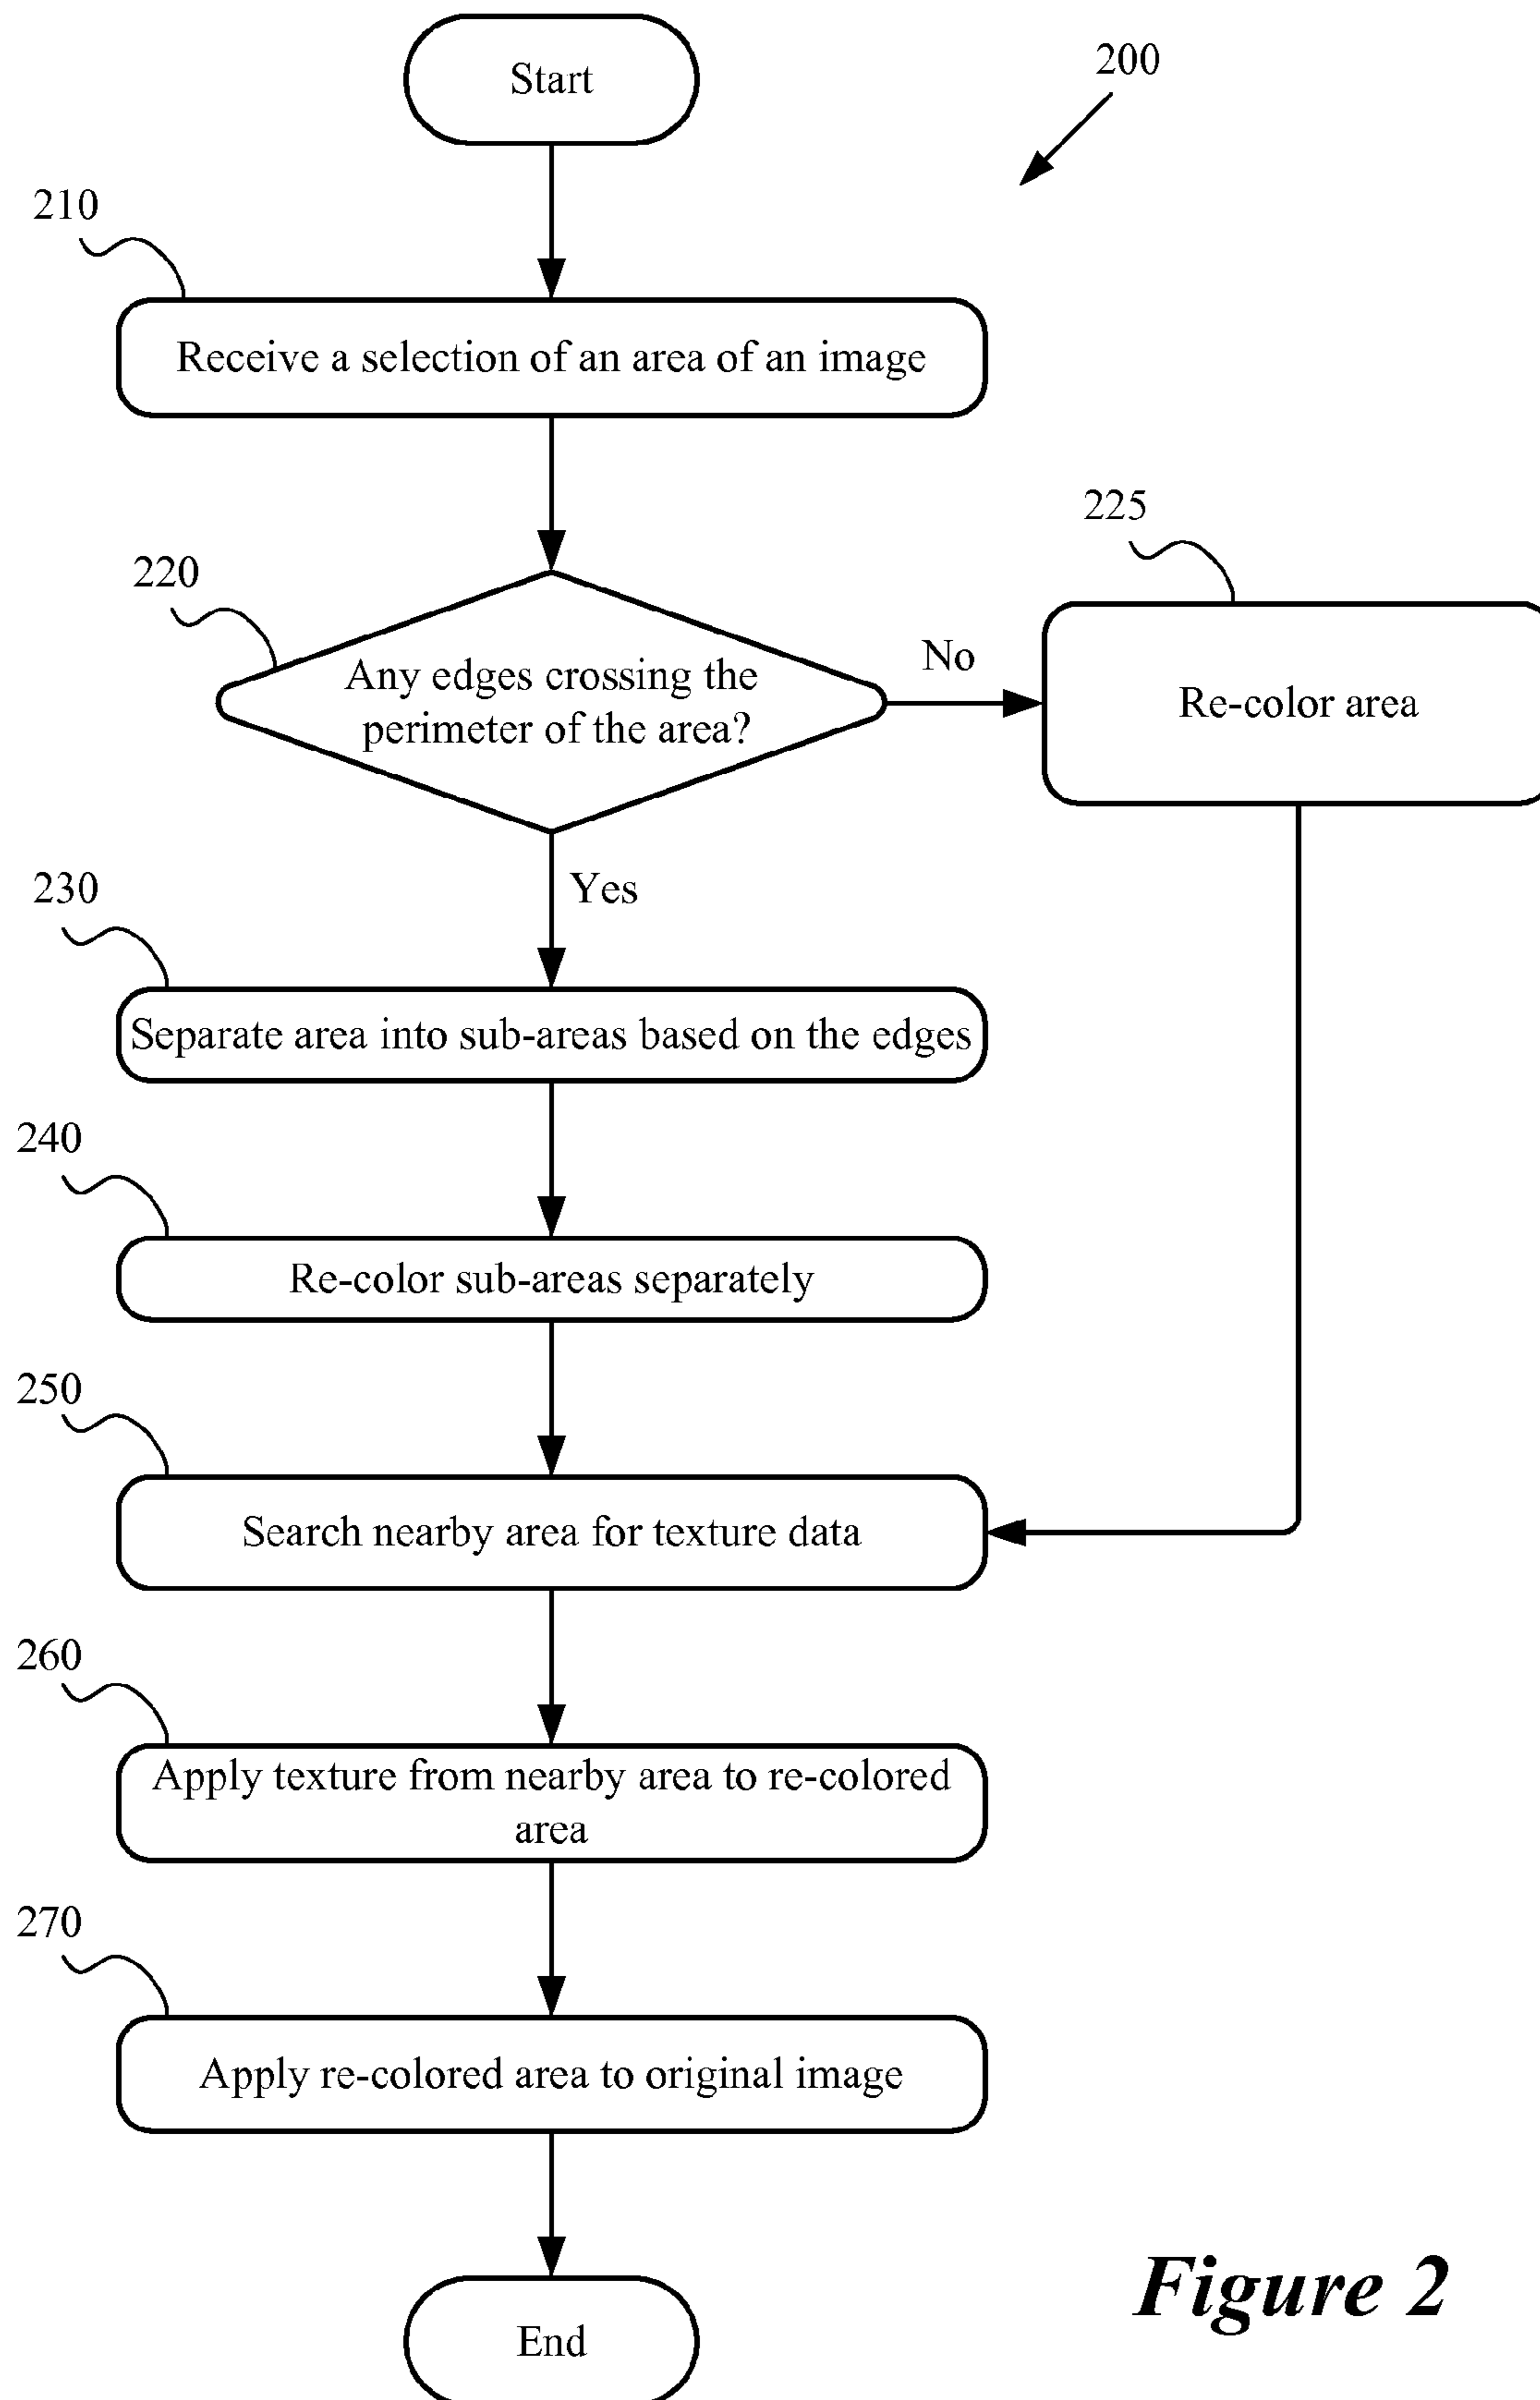 Start
200
210
Receive a selection of an area of an image
220
Any edges crossing the
perimeter of the area?
No
225
Re-color area
Yes
230
Separate area into sub-areas based on the edges
240
Re-color sub-areas separately
250
Search nearby area for texture data
260
Apply texture from nearby area to re-colored
area
270
Apply re-colored area to original image
End
Figure 2